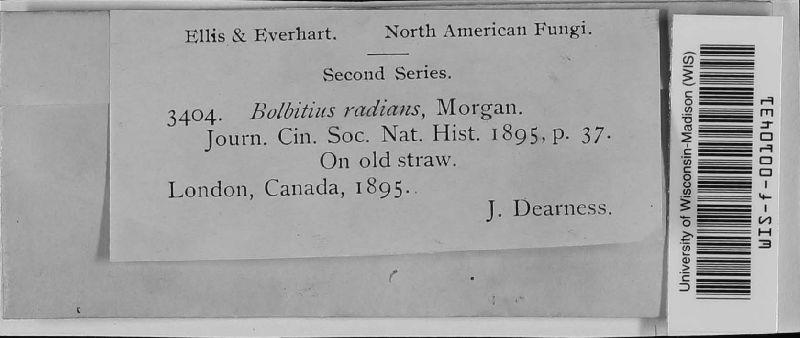 Ellis & Everhart. North American Fungi.
Second Series.
3404. Bolbitius radians, Morgan.
Journ. Cin. Soc. Nat. Hist. 1895, p. 37.
On old straw.
London, Canada, 1895.
J. Dearness.
University of Wisconsin-Madison (WIS)
WIS-f-0010431